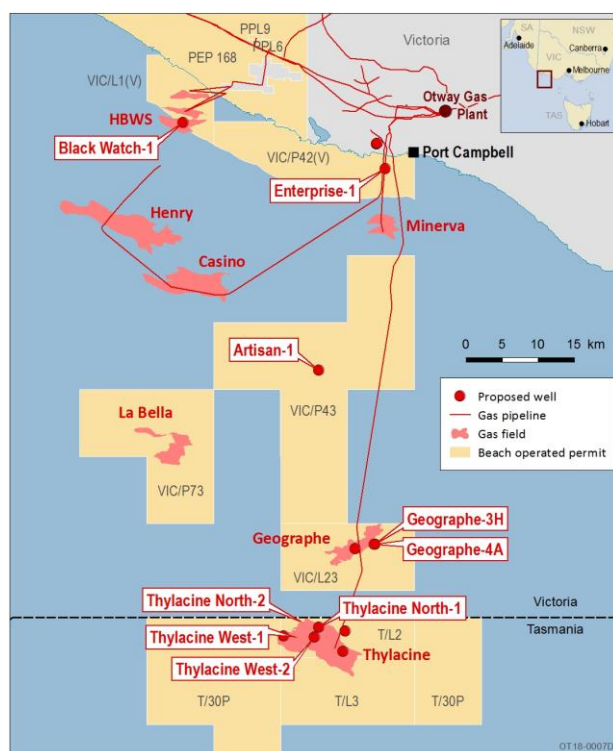 PPL9
PPL6
PEP 168
VIC/L1(V)
Victoria
SA
NSW
VIC
Adelaide
Canberra
Melbourne
TAS
Hobart
Otway Gas
Plant
HBWS
Black Watch-1
VIC/P42(V)
Port Campbell
Enterprise-1
Henry
Minerva
Casino
Artisan-1
0 5 10 15
km
Proposed well
Gas pipeline
Gas field
Beach operated permit
La Bella
VIC/P43
VIC/P73
Geographe
Geographe-3H
Geographe-4A
VIC/L23
Thylacine North-2
Thylacine North-1
Victoria
Tasmania
Thylacine West-1
T/L2
Thylacine West-2
Thylacine
T/30P
T/L3
T/30P
OT18-0007D